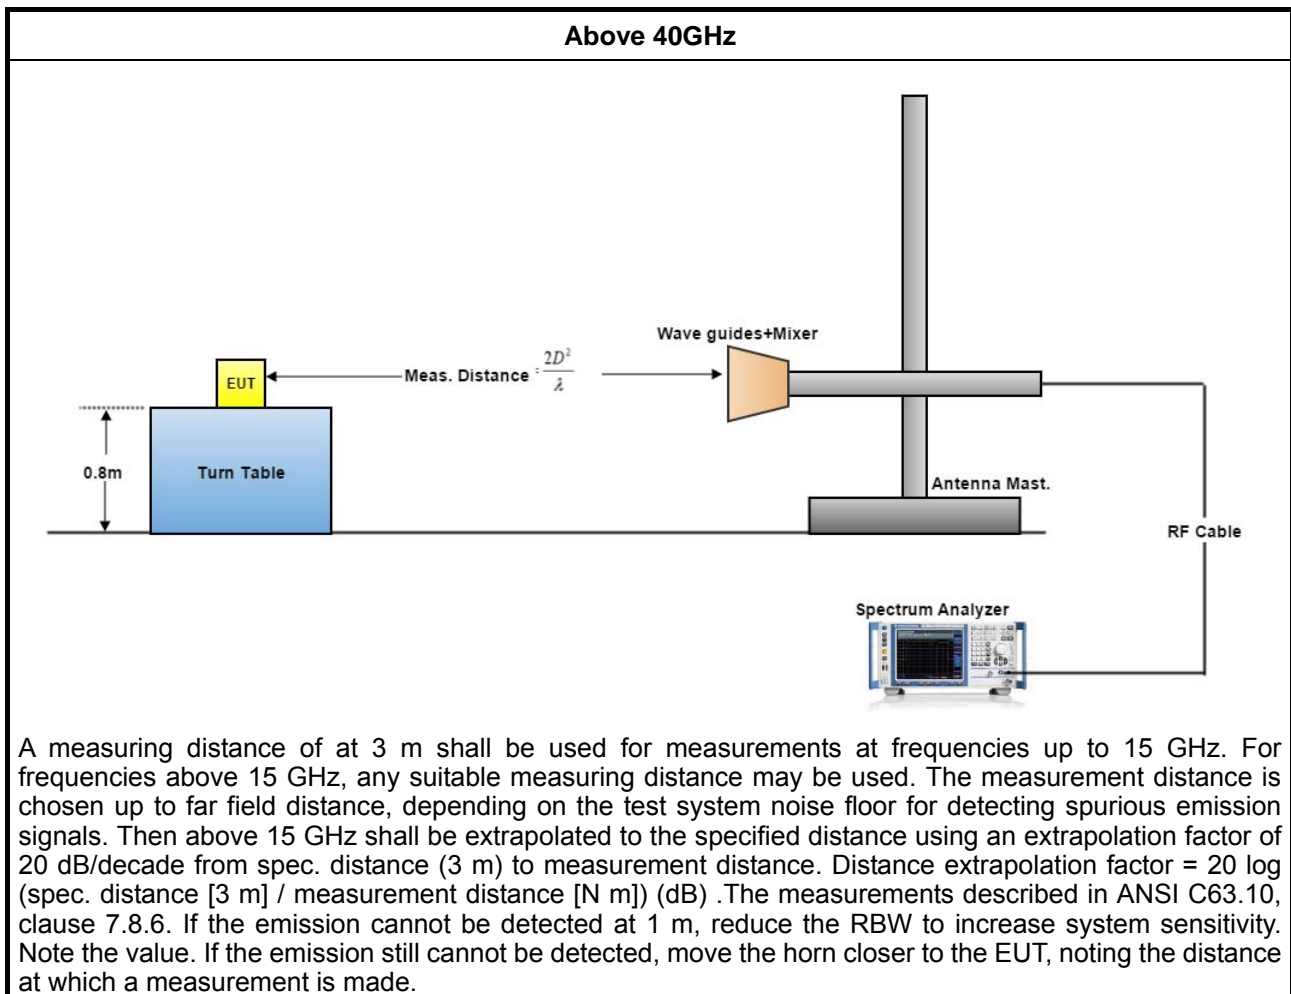 Above 40GHz
Wave guides+Mixer
EUT
Meas. Distance = 2D²/λ
0.8m
Turn Table
Antenna Mast.
RF Cable
Spectrum Analyzer
A measuring distance of at 3 m shall be used for measurements at frequencies up to 15 GHz. For
frequencies above 15 GHz, any suitable measuring distance may be used. The measurement distance is
chosen up to far field distance, depending on the test system noise floor for detecting spurious emission
signals. Then above 15 GHz shall be extrapolated to the specified distance using an extrapolation factor of
20 dB/decade from spec. distance (3 m) to measurement distance. Distance extrapolation factor = 20 log
(spec. distance [3 m] / measurement distance [N m]) (dB) .The measurements described in ANSI C63.10,
clause 7.8.6. If the emission cannot be detected at 1 m, reduce the RBW to increase system sensitivity.
Note the value. If the emission still cannot be detected, move the horn closer to the EUT, noting the distance
at which a measurement is made.